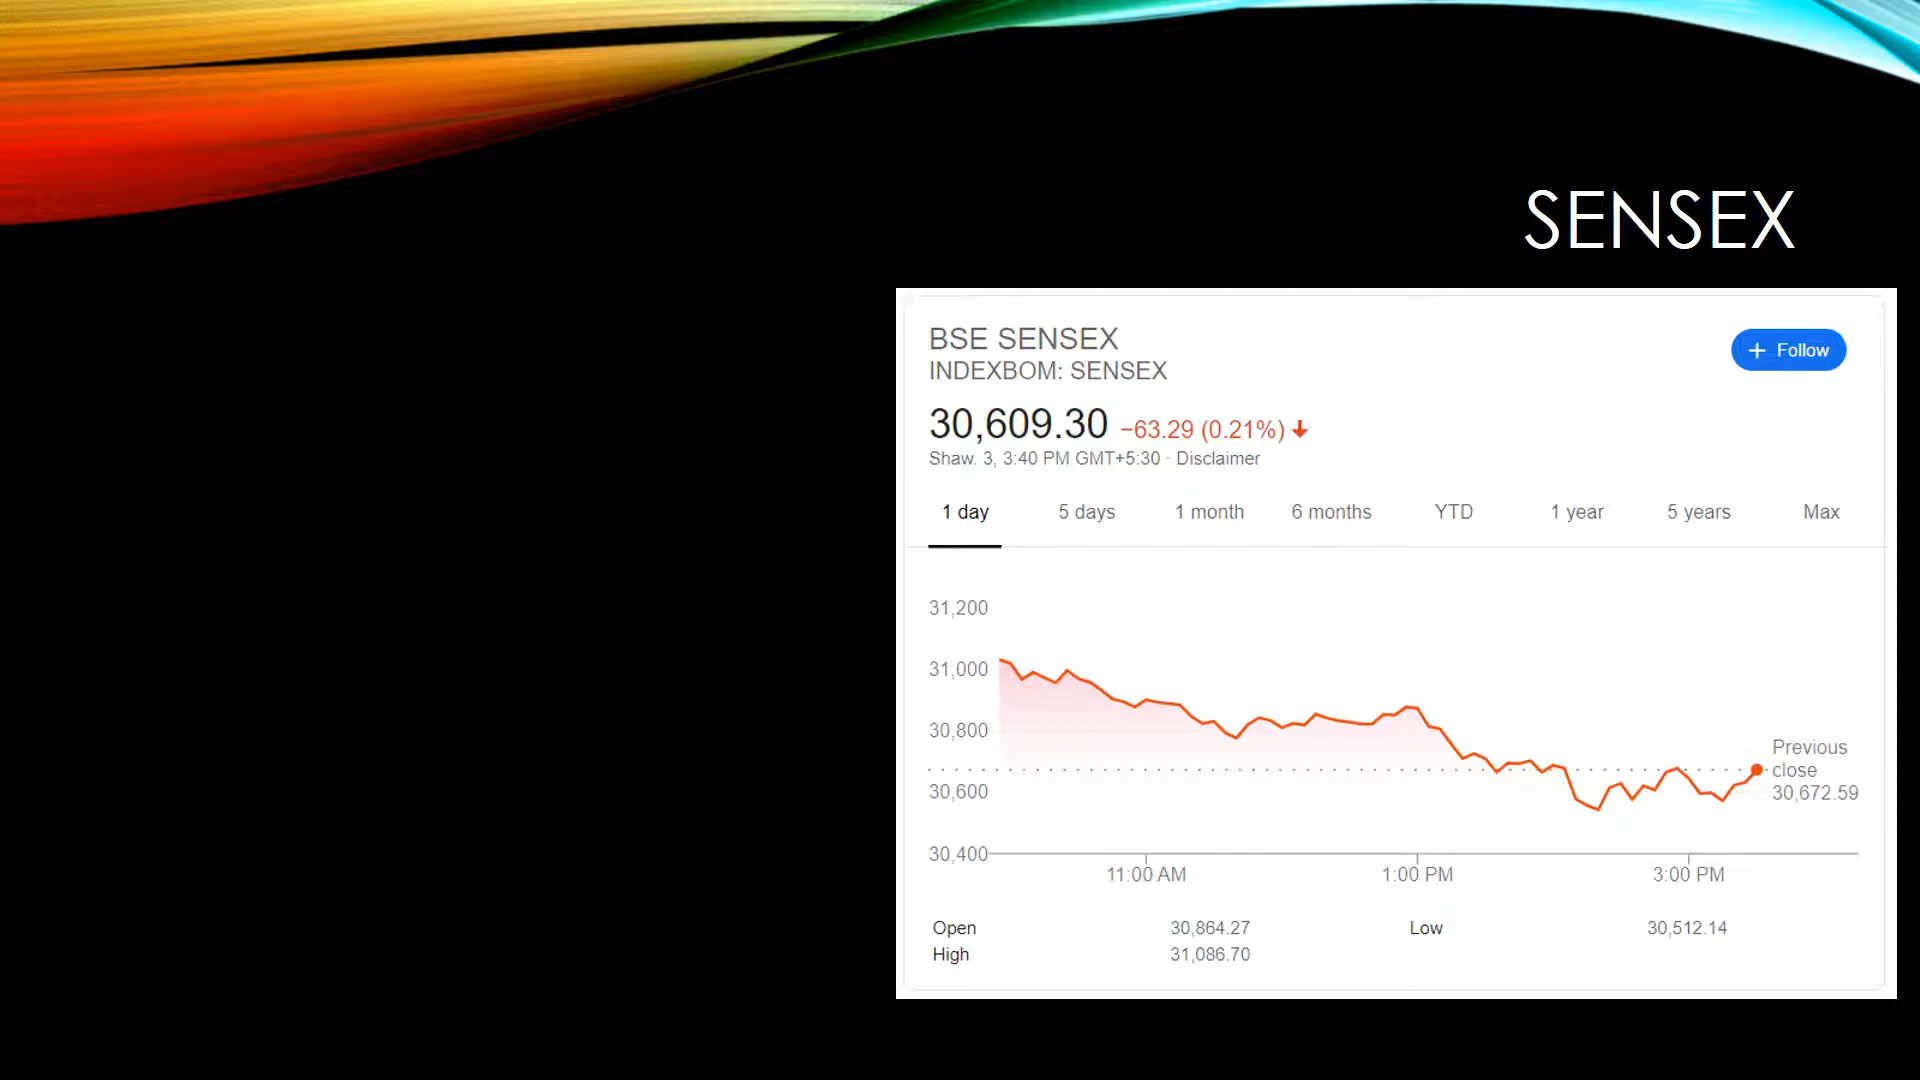 SENSEX
BSE SENSEX
INDEXBOM: SENSEX
+ Follow
30,609.30 −63.29 (0.21%)
Shaw. 3, 3:40 PM GMT+5:30 · Disclaimer
1 day 5 days 1 month 6 months YTD 1 year 5 years Max
31,200
31,000
30,800
30,600
30,400
Previous
close
30,672.59
11:00 AM 1:00 PM 3:00 PM
Open 30,864.27 Low 30,512.14
High 31,086.70